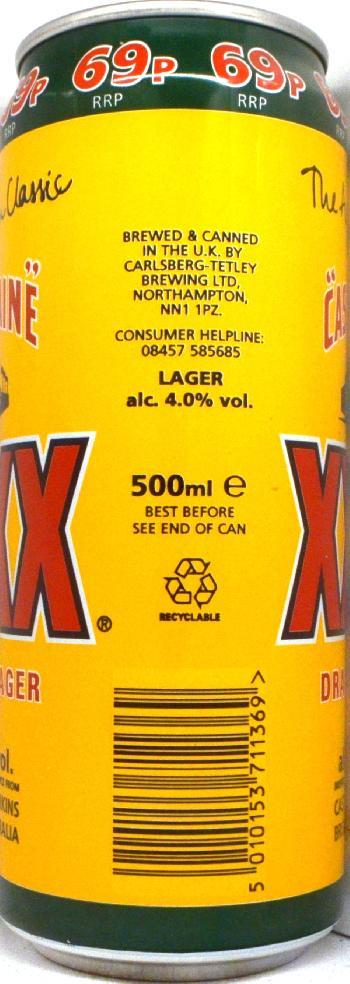 69P 69P
RRP RRP
Classic
The
BREWED & CANNED
IN THE U.K. BY
CARLSBERG-TETLEY
BREWING LTD,
NORTHAMPTON,
NN1 1PZ.
CONSUMER HELPLINE:
08457 585685
LAGER
alc. 4.0% vol.
500ml e
BEST BEFORE
SEE END OF CAN
RECYCLABLE
®
5 010153 711369 >